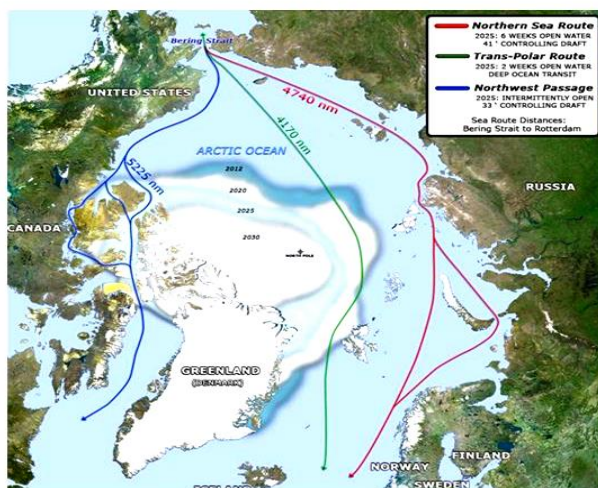 Bering Strait
Northern Sea Route
2025: 6 WEEKS OPEN WATER
41' CONTROLLING DRAFT
Trans-Polar Route
2025: 2 WEEKS OPEN WATER
DEEP OCEAN TRANSIT
Northwest Passage
2025: INTERMITTENTLY OPEN
33' CONTROLLING DRAFT
Sea Route Distances:
Bering Strait to Rotterdam
UNITED STATES
4740 nm
4170 nm
ARCTIC OCEAN
5225 nm
2012
2020
2025
2030
RUSSIA
CANADA
NORTH POLE
GREENLAND
(DENMARK)
FINLAND
NORWAY
SWEDEN